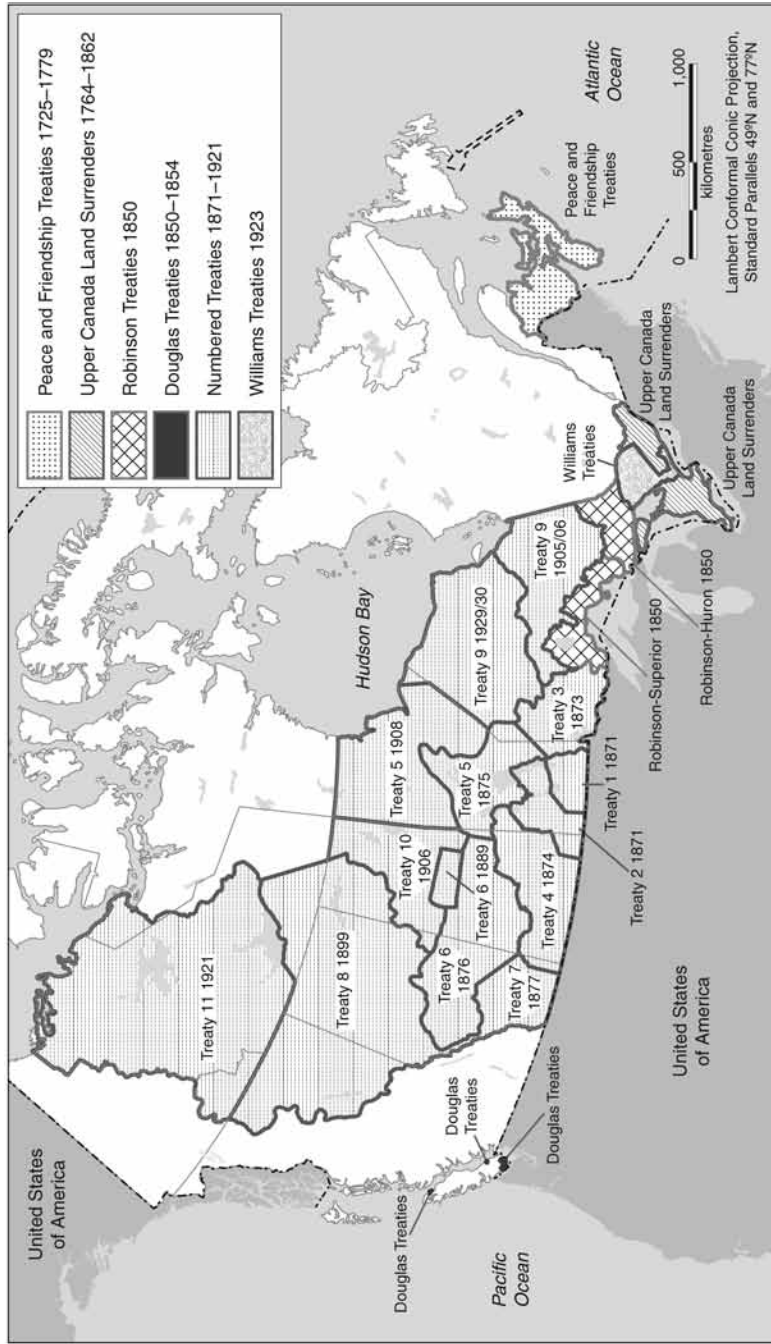 Peace and Friendship Treaties 1725–1779
Upper Canada Land Surrenders 1764–1862
Robinson Treaties 1850
Douglas Treaties 1850–1854
Numbered Treaties 1871–1921
Williams Treaties 1923
United States
of America
Treaty 11 1921
Treaty 8 1899
Hudson Bay
Treaty 5 1908
Treaty 10
1906
Treaty 9 1929/30
Treaty 5
1875
Treaty 6 1889
Treaty 6
1876
Treaty 9
1905/06
Treaty 3
1873
Treaty 4 1874
Treaty 7
1877
Treaty 1 1871
Treaty 2 1871
Douglas
Treaties
Douglas Treaties
Douglas Treaties
Pacific
Ocean
United States
of America
Robinson-Superior 1850
Robinson-Huron 1850
Williams
Treaties
Upper Canada
Land Surrenders
Upper Canada
Land Surrenders
Peace and
Friendship
Treaties
Atlantic
Ocean
0 500 1,000
kilometres
Lambert Conformal Conic Projection,
Standard Parallels 49ºN and 77ºN